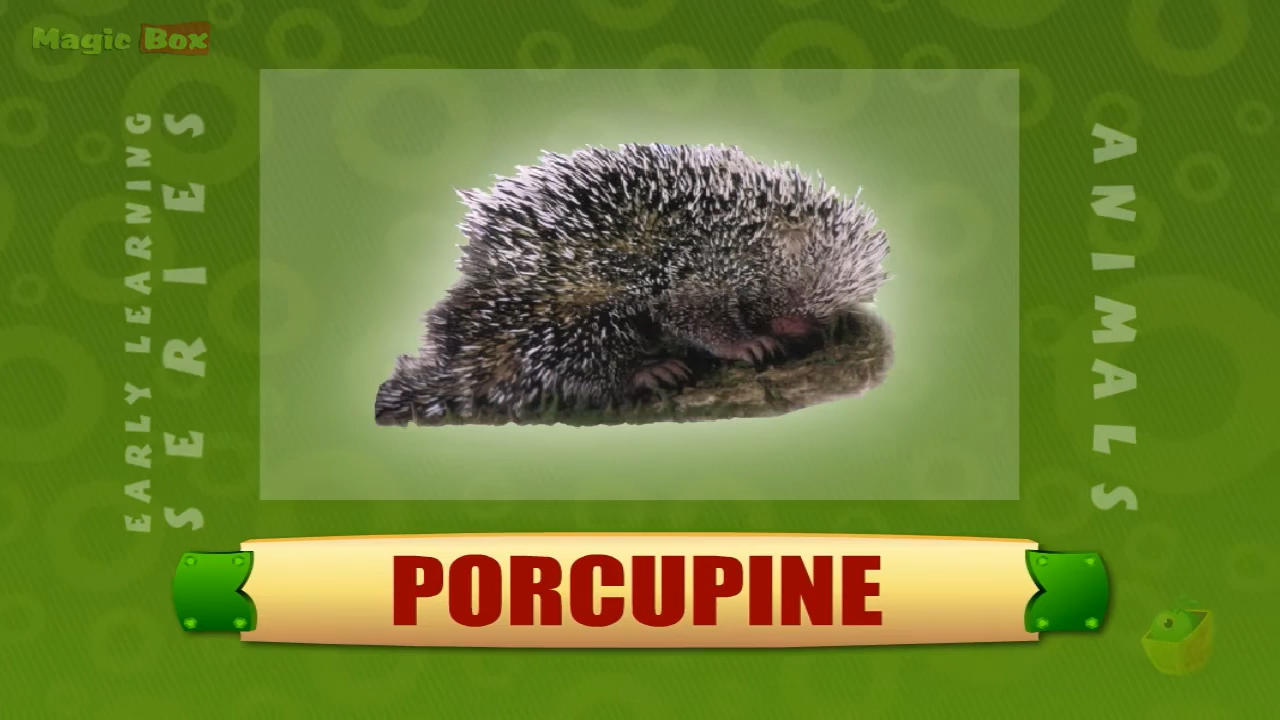 Magic Box
EARLY LEARNING
SERIES
ANIMALS
PORCUPINE